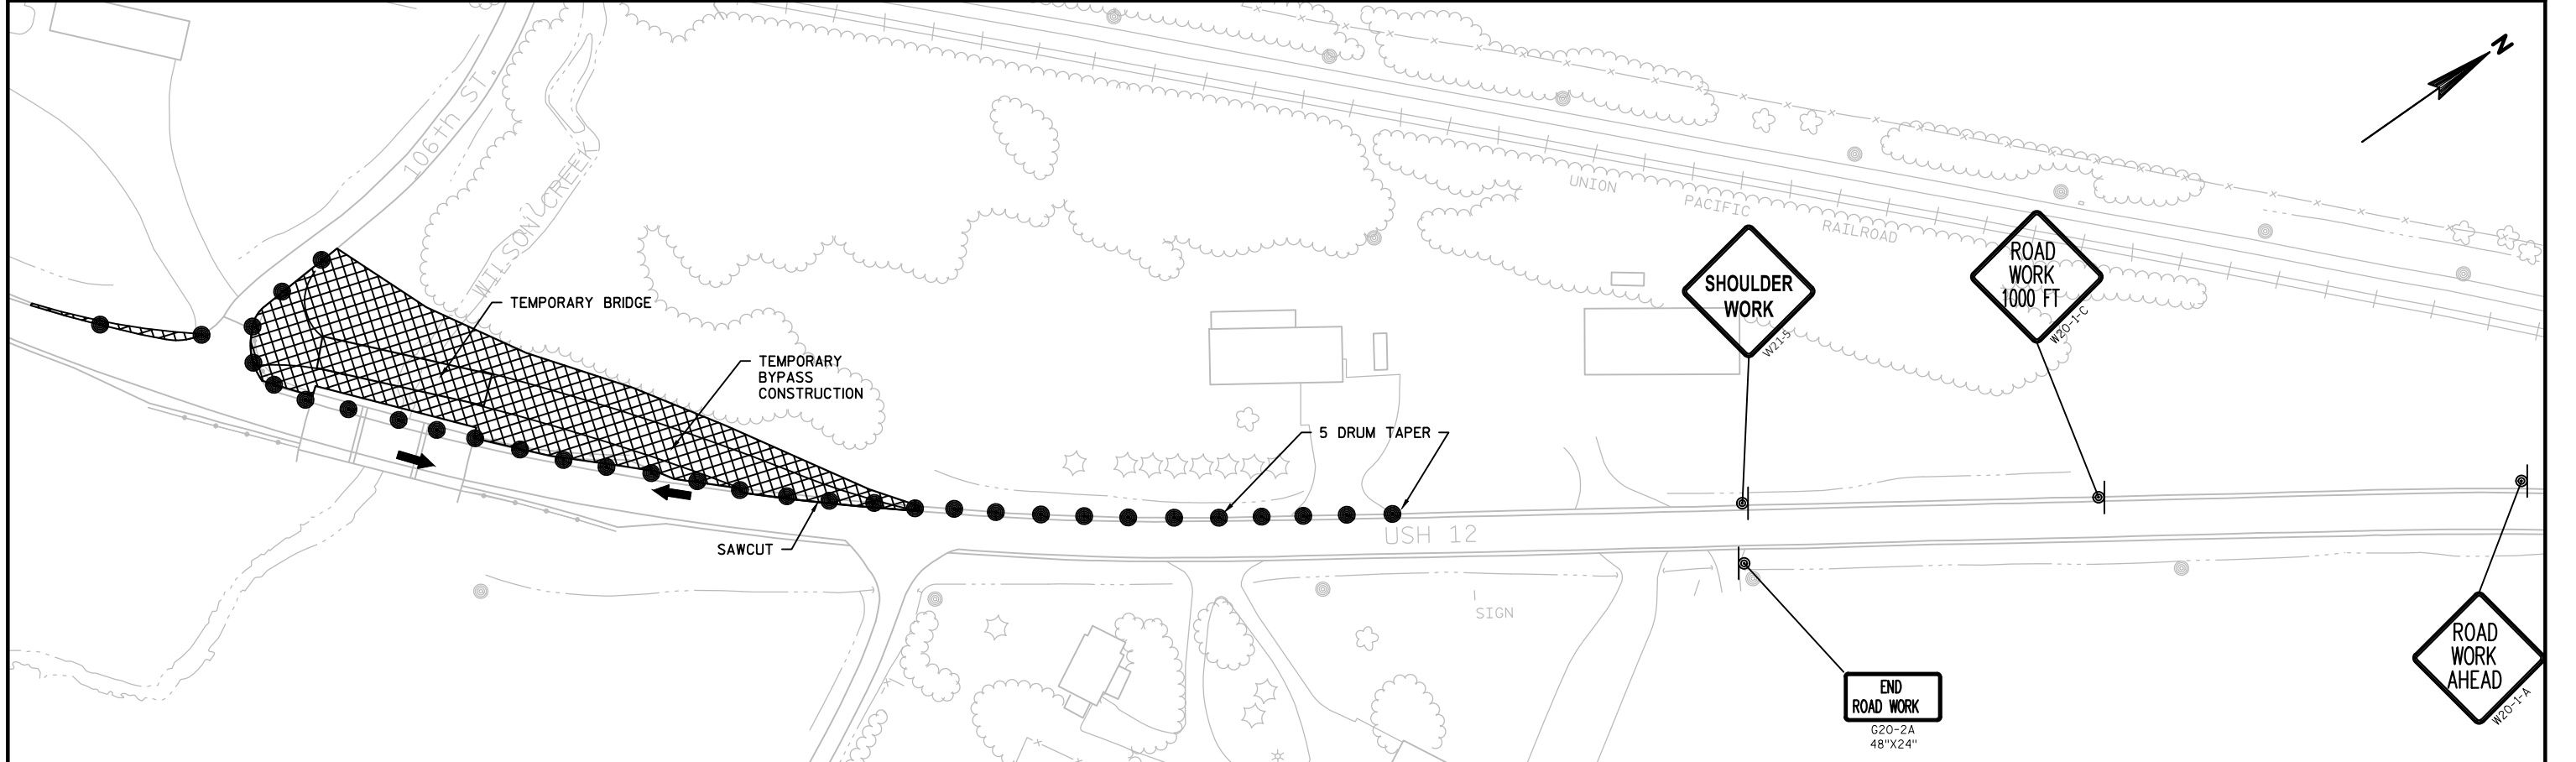 N
106th ST.
WILSON CREEK
UNION
PACIFIC
RAILROAD
SHOULDER
WORK
W21-5
ROAD
WORK
1000 FT
W20-1-C
TEMPORARY BRIDGE
TEMPORARY
BYPASS
CONSTRUCTION
5 DRUM TAPER
SAWCUT
USH 12
SIGN
END
ROAD WORK
G20-2A
48"X24"
ROAD
WORK
AHEAD
W20-1-A